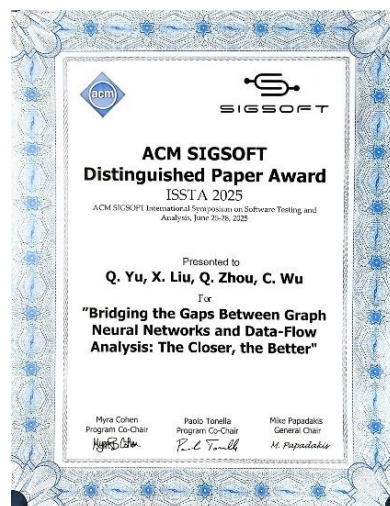 acm
SIGSOFT
ACM SIGSOFT
Distinguished Paper Award
ISSTA 2025
ACM SIGSOFT International Symposium on Software Testing and
Analysis, June 25-28, 2025
Presented to
Q. Yu, X. Liu, Q. Zhou, C. Wu
For
"Bridging the Gaps Between Graph
Neural Networks and Data-Flow
Analysis: The Closer, the Better"
Myra Cohen
Program Co-Chair
Paolo Tonella
Program Co-Chair
Mike Papadakis
General Chair
M. Papadakis